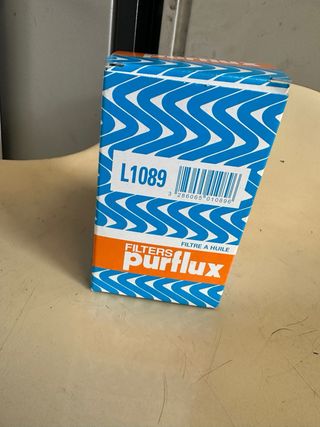 L1089
3 286065 010896
FILTRE A HUILE
FILTERS
purflux